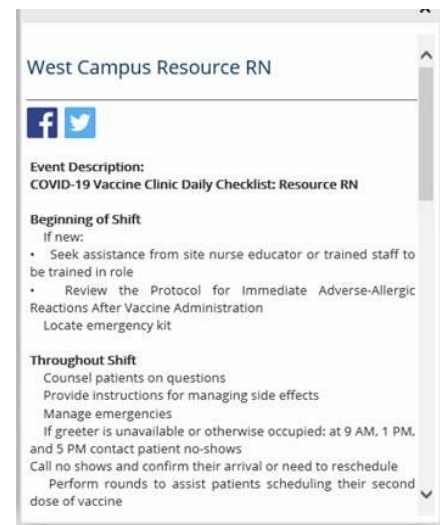 West Campus Resource RN
Event Description:
COVID-19 Vaccine Clinic Daily Checklist: Resource RN
Beginning of Shift
If new:
• Seek assistance from site nurse educator or trained staff to
be trained in role
• Review the Protocol for Immediate Adverse-Allergic
Reactions After Vaccine Administration
Locate emergency kit
Throughout Shift
Counsel patients on questions
Provide instructions for managing side effects
Manage emergencies
If greeter is unavailable or otherwise occupied: at 9 AM, 1 PM,
and 5 PM contact patient no-shows
Call no shows and confirm their arrival or need to reschedule
Perform rounds to assist patients scheduling their second
dose of vaccine